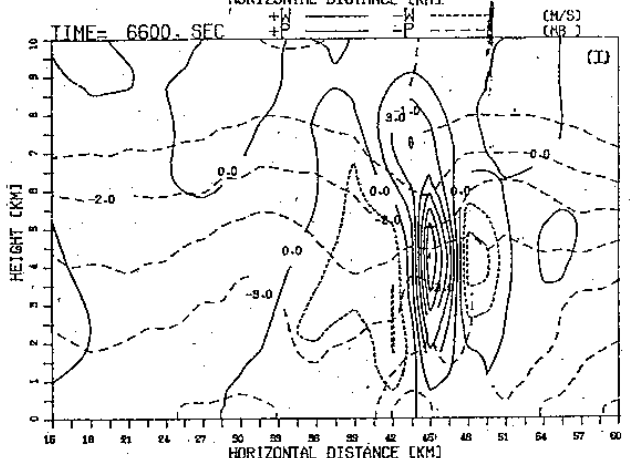 HORIZONTAL DISTANCE [KM]
+W -W (M/S)
TIME= 6600. SEC +P -P (MB )
(I)
10
9
-1.0
3.0
8
7
0.0 0.0
6
-2.0 0.0 0.0
5
-2.0
HEIGHT [KM]
0.0
4
-3.0
3
2
1
0
15 18 21 24 27 30 33 36 39 42 45 48 51 54 57 60
HORIZONTAL DISTANCE [KM]